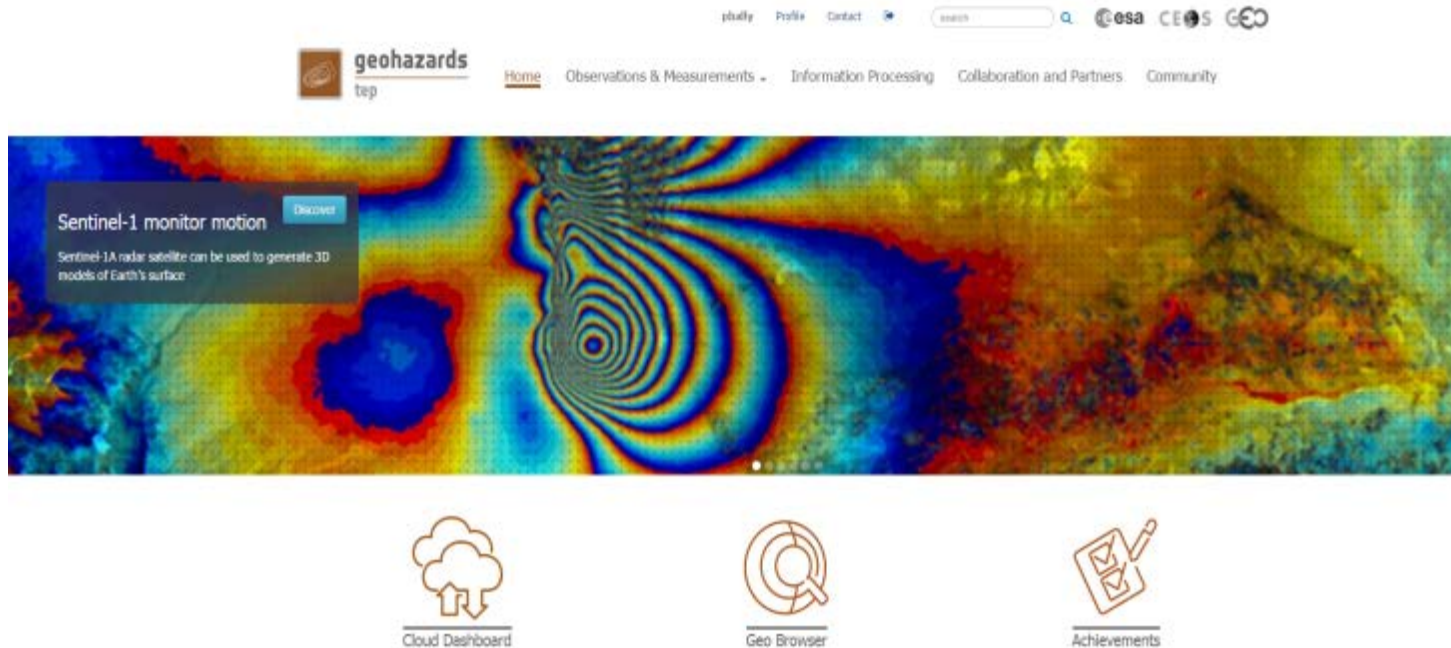 Profile Contact
search
esa CEOS GEO
geohazards
tep
Home Observations & Measurements Information Processing Collaboration and Partners Community
Sentinel-1 monitor motion
Discover
Sentinel-1A radar satellite can be used to generate 3D
models of Earth's surface
Cloud Dashboard
Geo Browser
Achievements